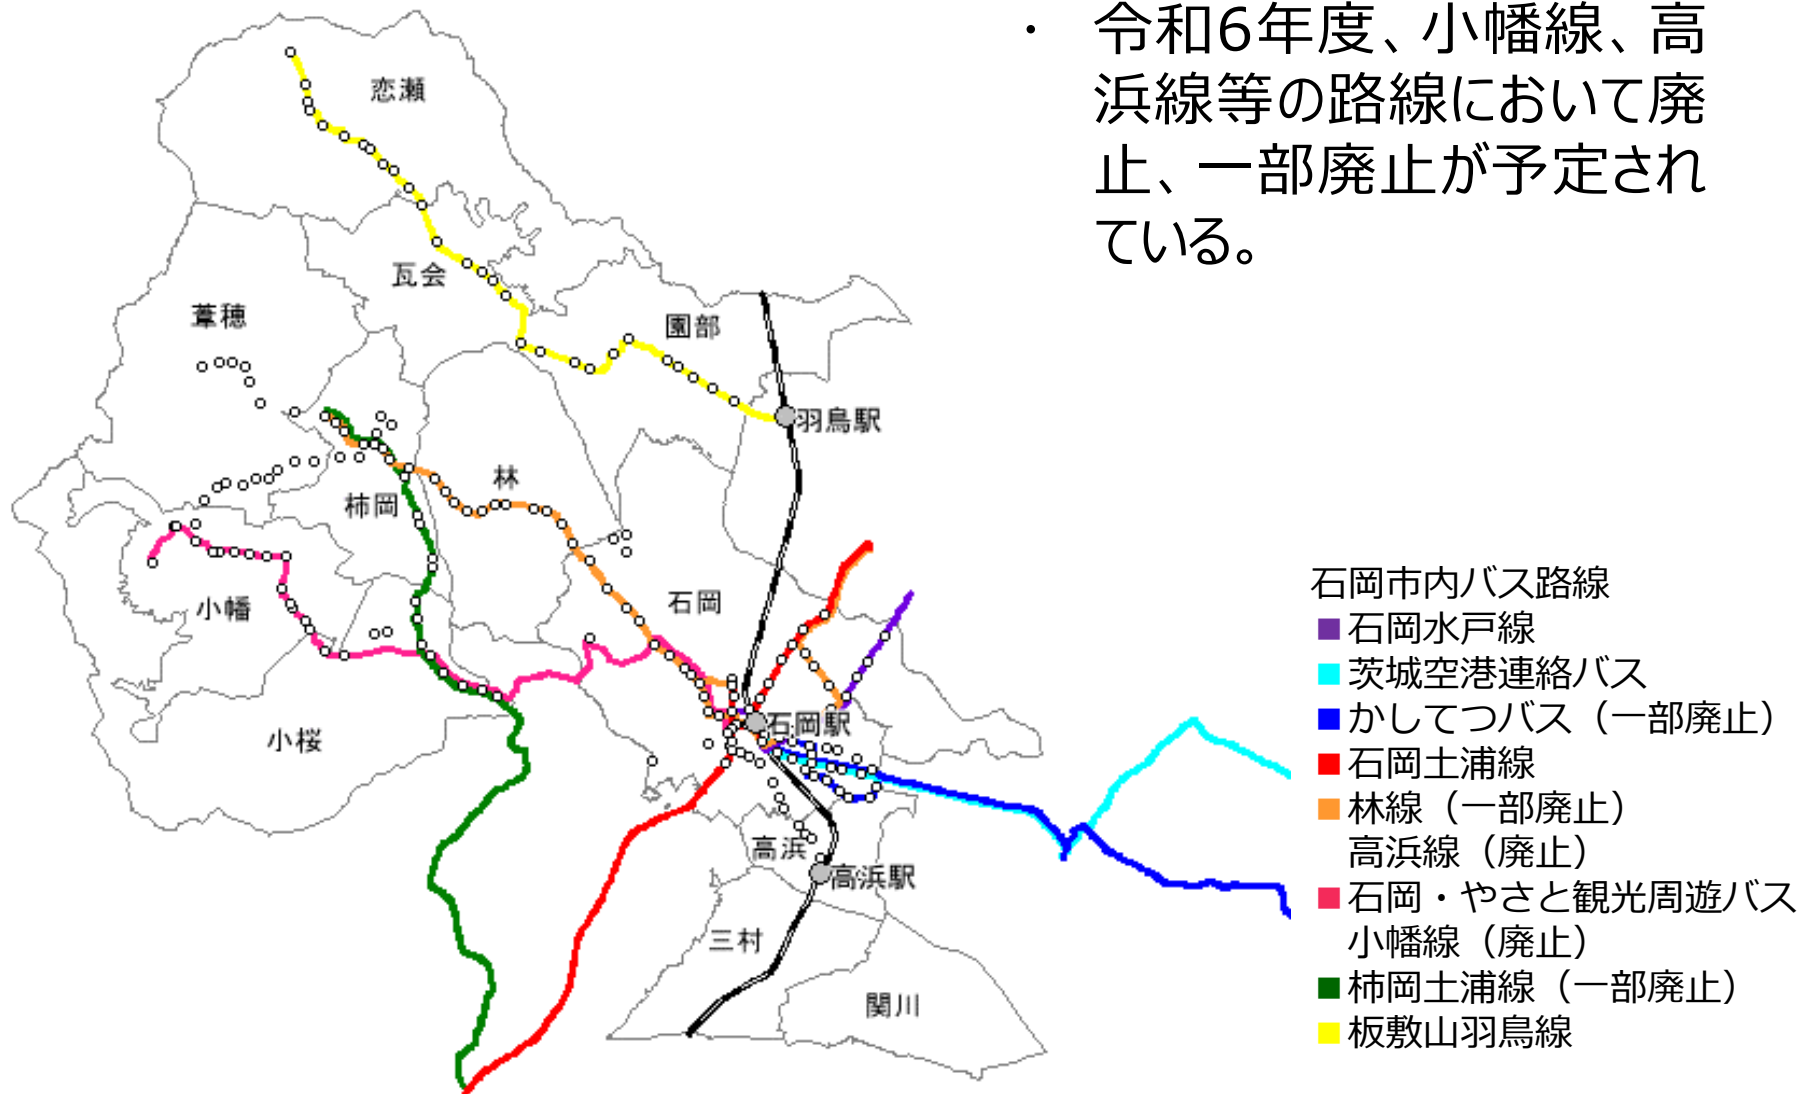 ・ 令和6年度、小幡線、高
浜線等の路線において廃
止、一部廃止が予定され
ている。
恋瀬
瓦会
葦穂
園部
羽鳥駅
林
柿岡
石岡
小幡
小桜
石岡駅
高浜
高浜駅
三村
関川
石岡市内バス路線
石岡水戸線
茨城空港連絡バス
かしてつバス（一部廃止）
石岡土浦線
林線（一部廃止）
高浜線（廃止）
石岡・やさと観光周遊バス
小幡線（廃止）
柿岡土浦線（一部廃止）
板敷山羽鳥線